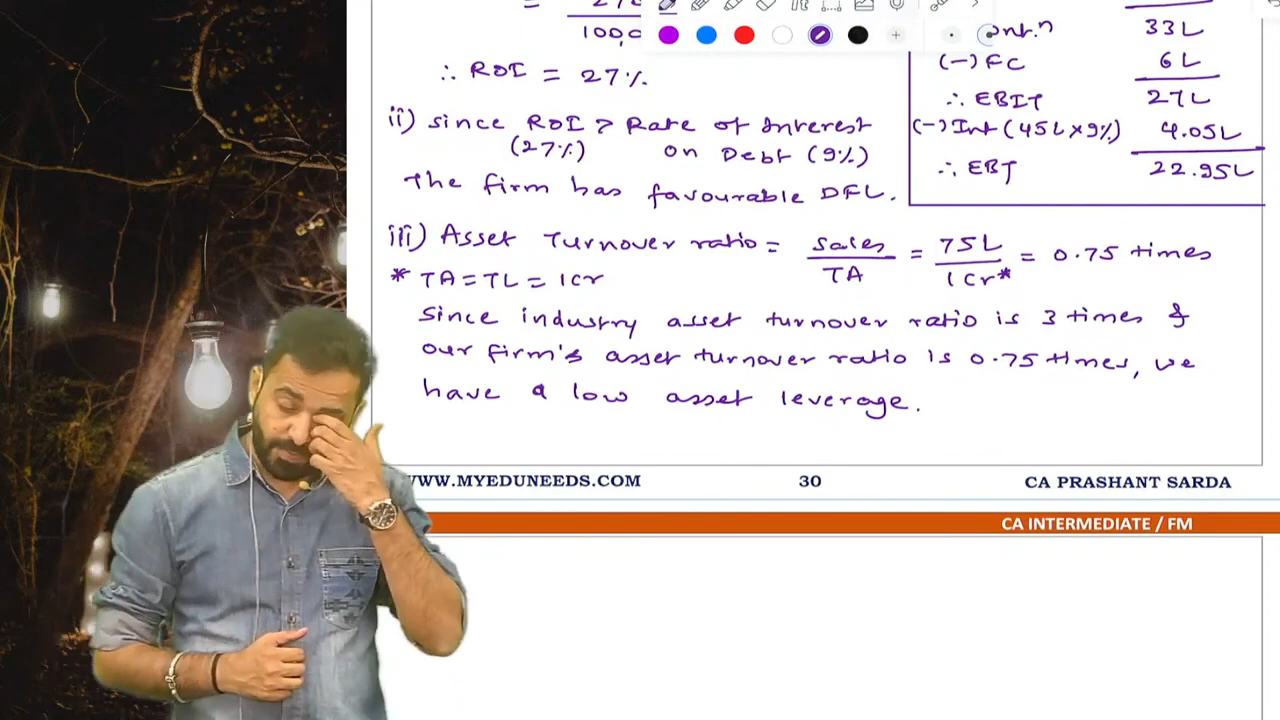 =
100,0
∴ ROI = 27%
ii) since ROI > Rate of Interest
(27%) on Debt (9%)
The firm has favourable DFL.
iii) Asset Turnover ratio = Sales / TA = 75L / 1Cr* = 0.75 times
* TA = TL = 1Cr
Since industry asset turnover ratio is 3 times &
our firm's asset turnover ratio is 0.75 times, we
have a low asset leverage.
ont.n 33L
(-) FC 6L
∴ EBIT 27L
(-) Int (45L x 9%) 4.05L
∴ EBT 22.95L
WWW.MYEDUNEEDS.COM 30 CA PRASHANT SARDA
CA INTERMEDIATE / FM